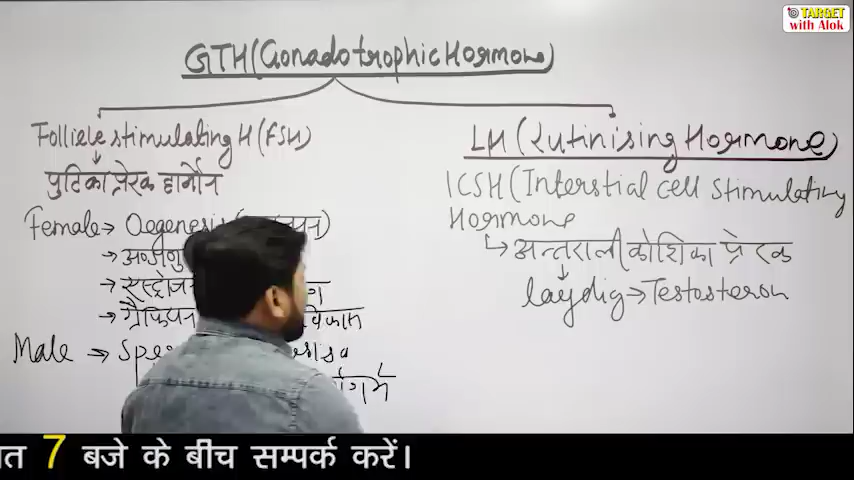 TARGET
with Alok
GTH(Gonadotrophic Hormone)
Follicle stimulating H (FSH)
पुटिका प्रेरक हार्मोन
Female→ Oogenesis
→
→
→ ग्रैफियन विकास
Male →
LH (Lutinising Hormone)
ICSH (Interstial cell stimulating
Hormone
अन्तराली कोशिका प्रेरक
laydig→Testosteron
7 बजे के बीच सम्पर्क करें।